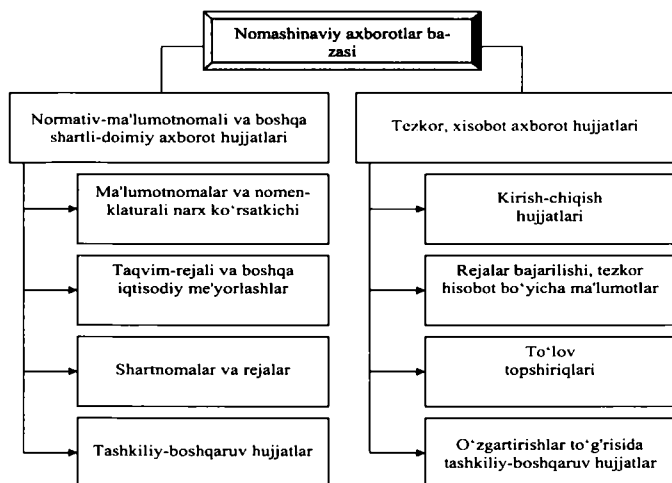 Nomashinaviy axborotlar ba-
zasi
Normativ-ma'lumotnomali va boshqa
shartli-doimiy axborot hujjatlari
Ma'lumotnomalar va nomen-
klaturali narx ko‘rsatkichi
Taqvim-rejali va boshqa
iqtisodiy me'yorlashlar
Shartnomalar va rejalar
Tashkiliy-boshqaruv hujjatlar
Tezkor, xisobot axborot hujjatlari
Kirish-chiqish
hujjatlari
Rejalar bajarilishi, tezkor
hisobot bo‘yicha ma'lumotlar
To‘lov
topshiriqlari
O‘zgartirishlar to‘g'risida
tashkiliy-boshqaruv hujjatlar